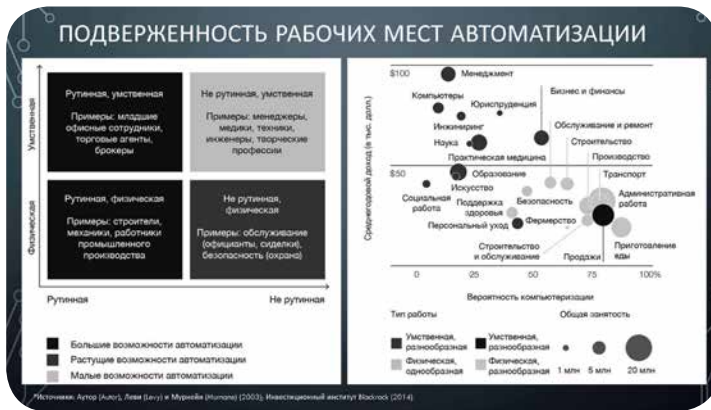 ПОДВЕРЖЕННОСТЬ РАБОЧИХ МЕСТ АВТОМАТИЗАЦИИ
Умственная
Физическая
Рутинная, умственная
Примеры: младшие
офисные сотрудники,
торговые агенты,
брокеры
Не рутинная, умственная
Примеры: менеджеры,
медики, техники,
инженеры, творческие
профессии
Рутинная, физическая
Примеры: строители,
механики, работники
промышленного
производства
Не рутинная,
физическая
Примеры: обслуживание
(официанты, сиделки),
безопасность (охрана)
Рутинная
Не рутинная
Большие возможности автоматизации
Растущие возможности автоматизации
Малые возможности автоматизации
Среднегодовой доход (в тыс. долл.)
$100
Менеджмент
Компьютеры
Юриспруденция
Бизнес и финансы
Инжиниринг
Обслуживание и ремонт
Наука
Строительство
Практическая медицина
Производство
$50
Образование
Транспорт
Искусство
Социальная
работа
Безопасность
Административная
работа
Поддержка
здоровья
Фермерство
Персональный уход
Строительство
и обслуживание
Продажи
Приготовление
еды
0
25
50
75
100%
Вероятность компьютеризации
Тип работы
Общая занятость
Умственная,
разнообразная
Умственная,
разнообразная
Физическая,
однообразная
Физическая,
разнообразная
1 млн
5 млн
20 млн
*Источники: Аутор (Autor), Леви (Levy) и Мурнейн (Murnane) (2003); Инвестиционный институт Blackrock (2014)